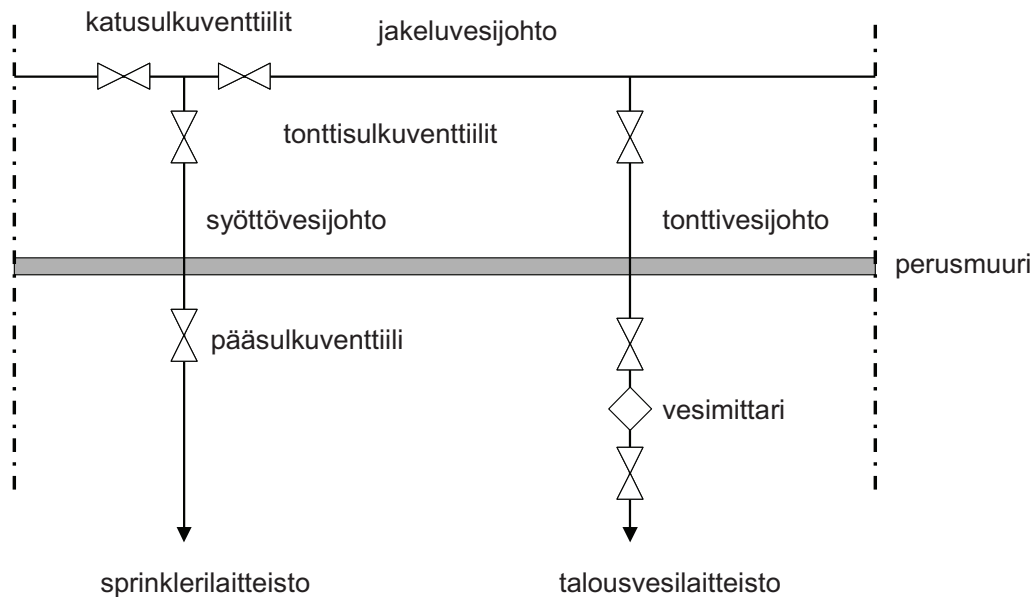 katusulkuventtiilit
jakeluvesijohto
tonttisulkuventtiilit
syöttövesijohto
tonttivesijohto
perusmuuri
pääsulkuventtiili
vesimittari
sprinklerilaitteisto
talousvesilaitteisto